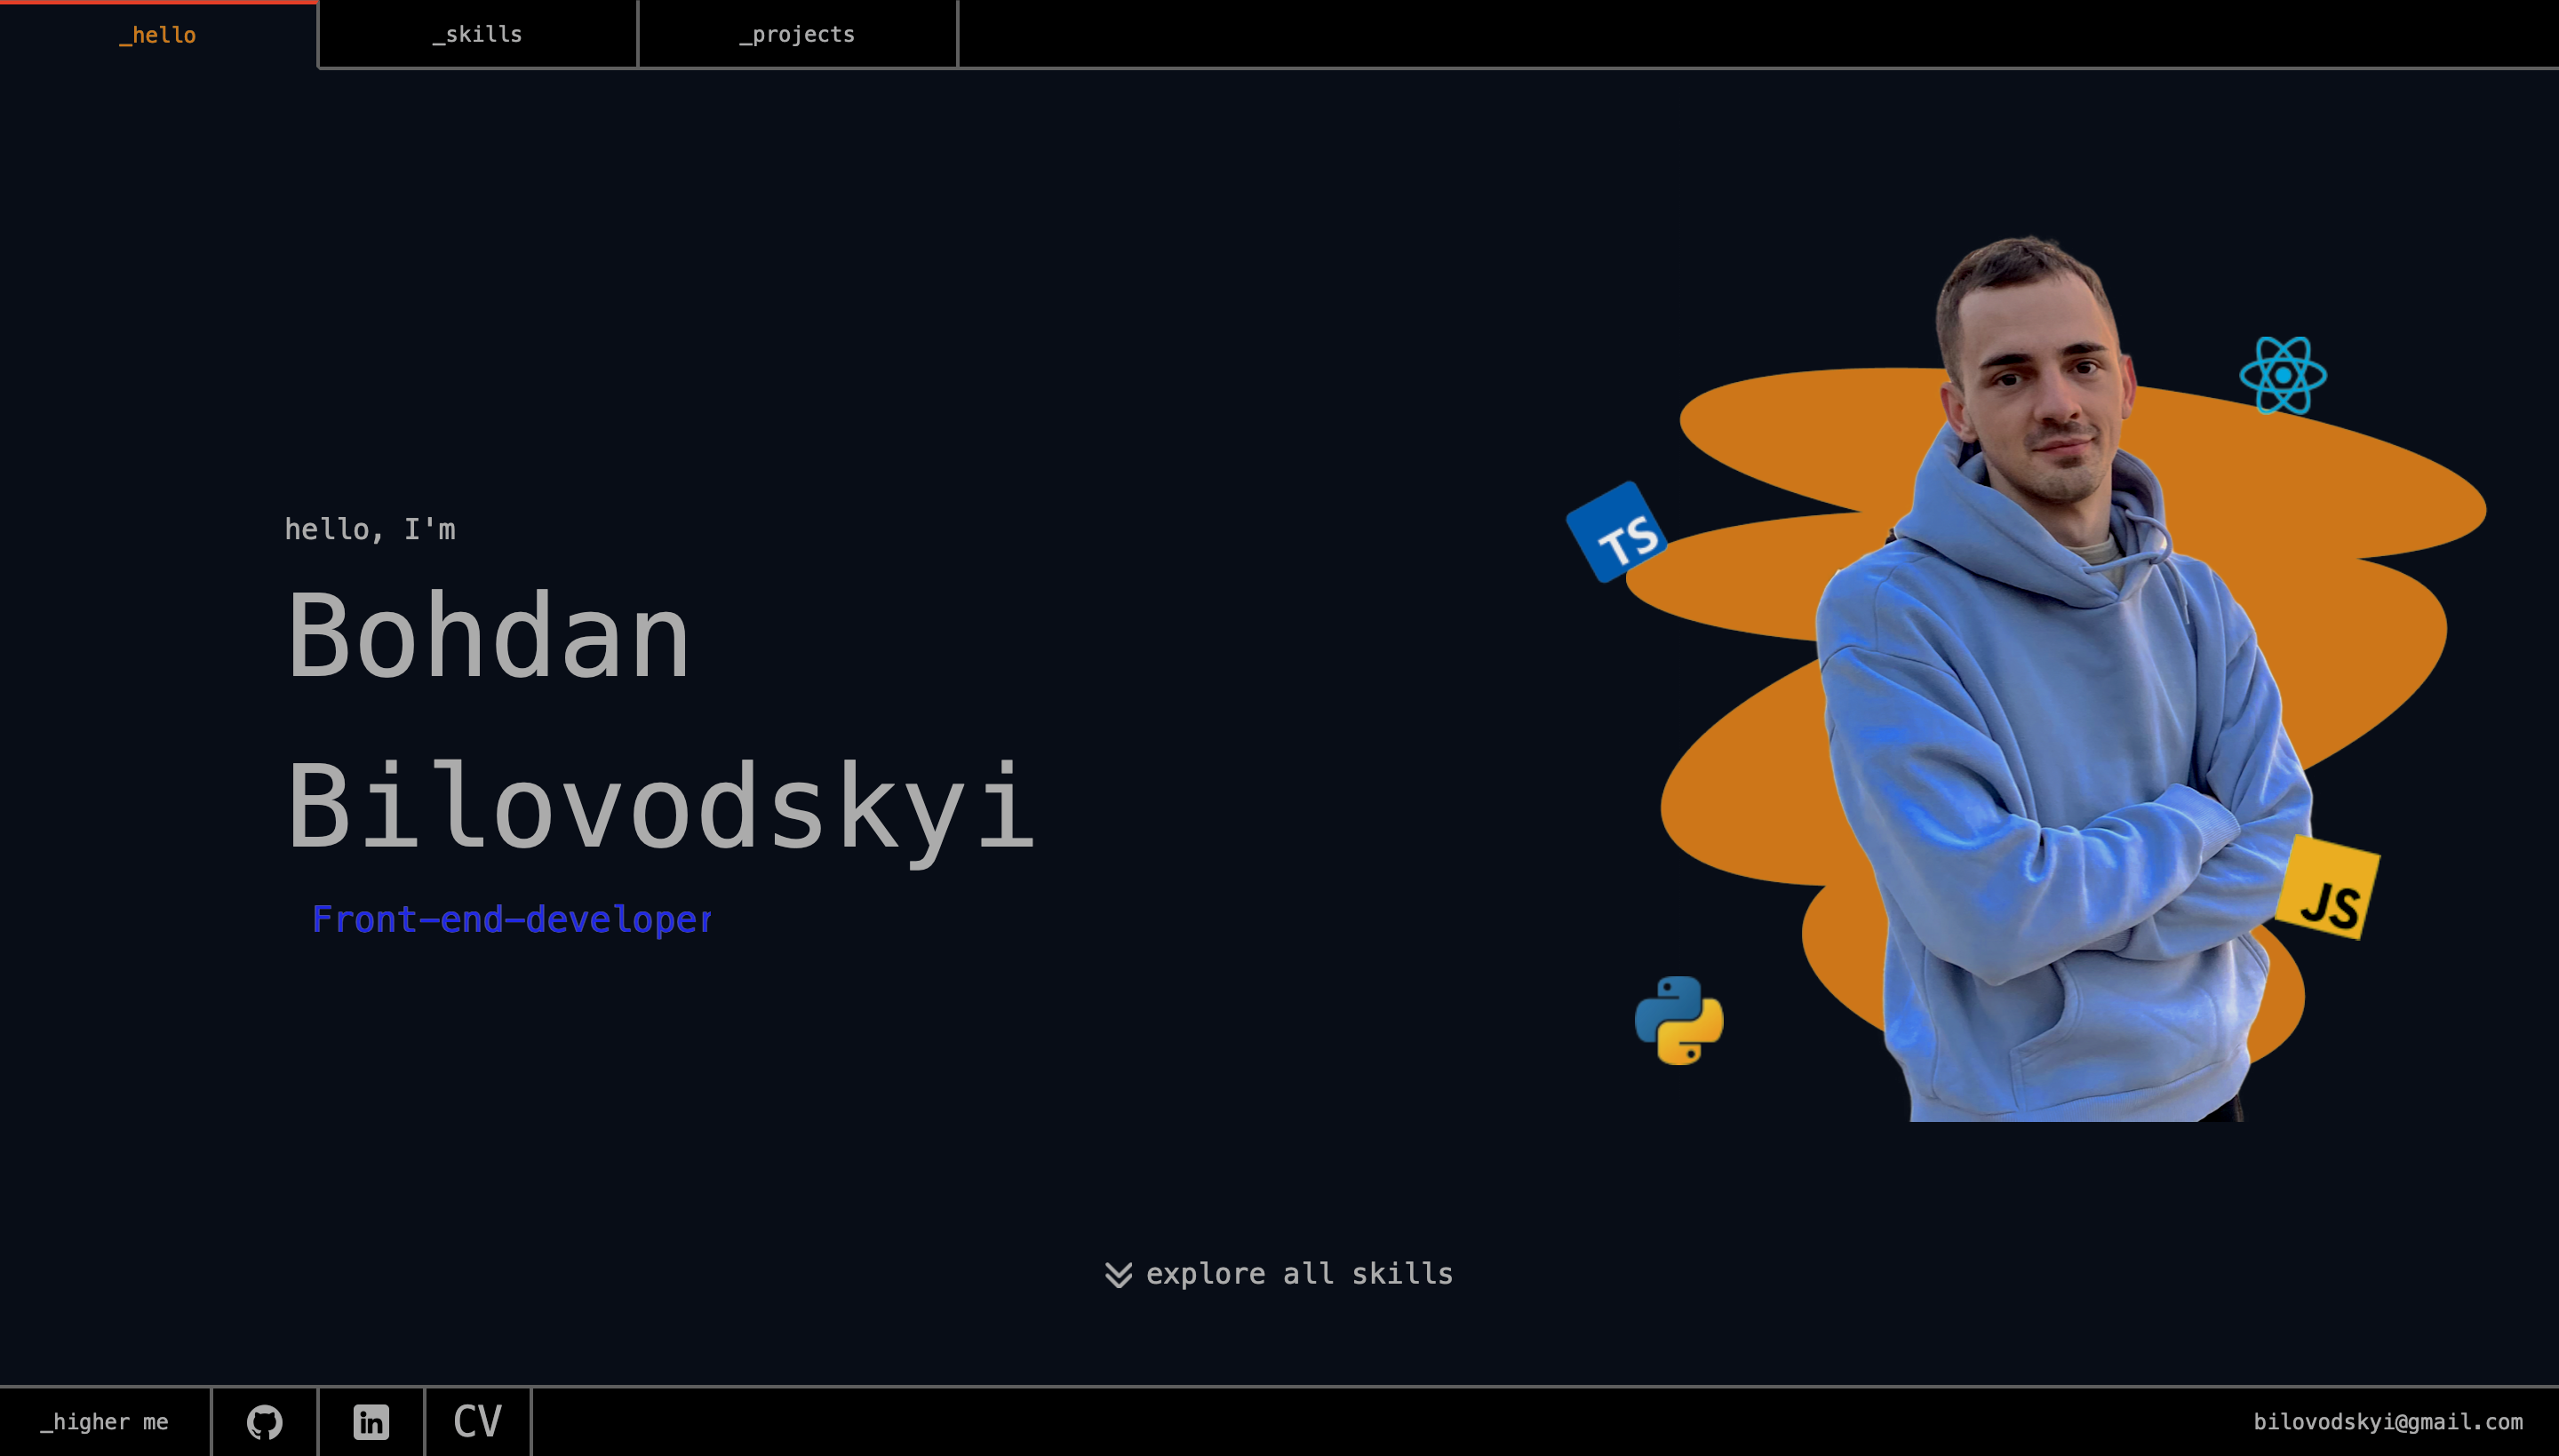 _hello
_skills
_projects
hello, I'm
Bohdan
Bilovodskyi
Front-end-developer
TS
JS
explore all skills
_higher me
in
CV
bilovodskyi@gmail.com